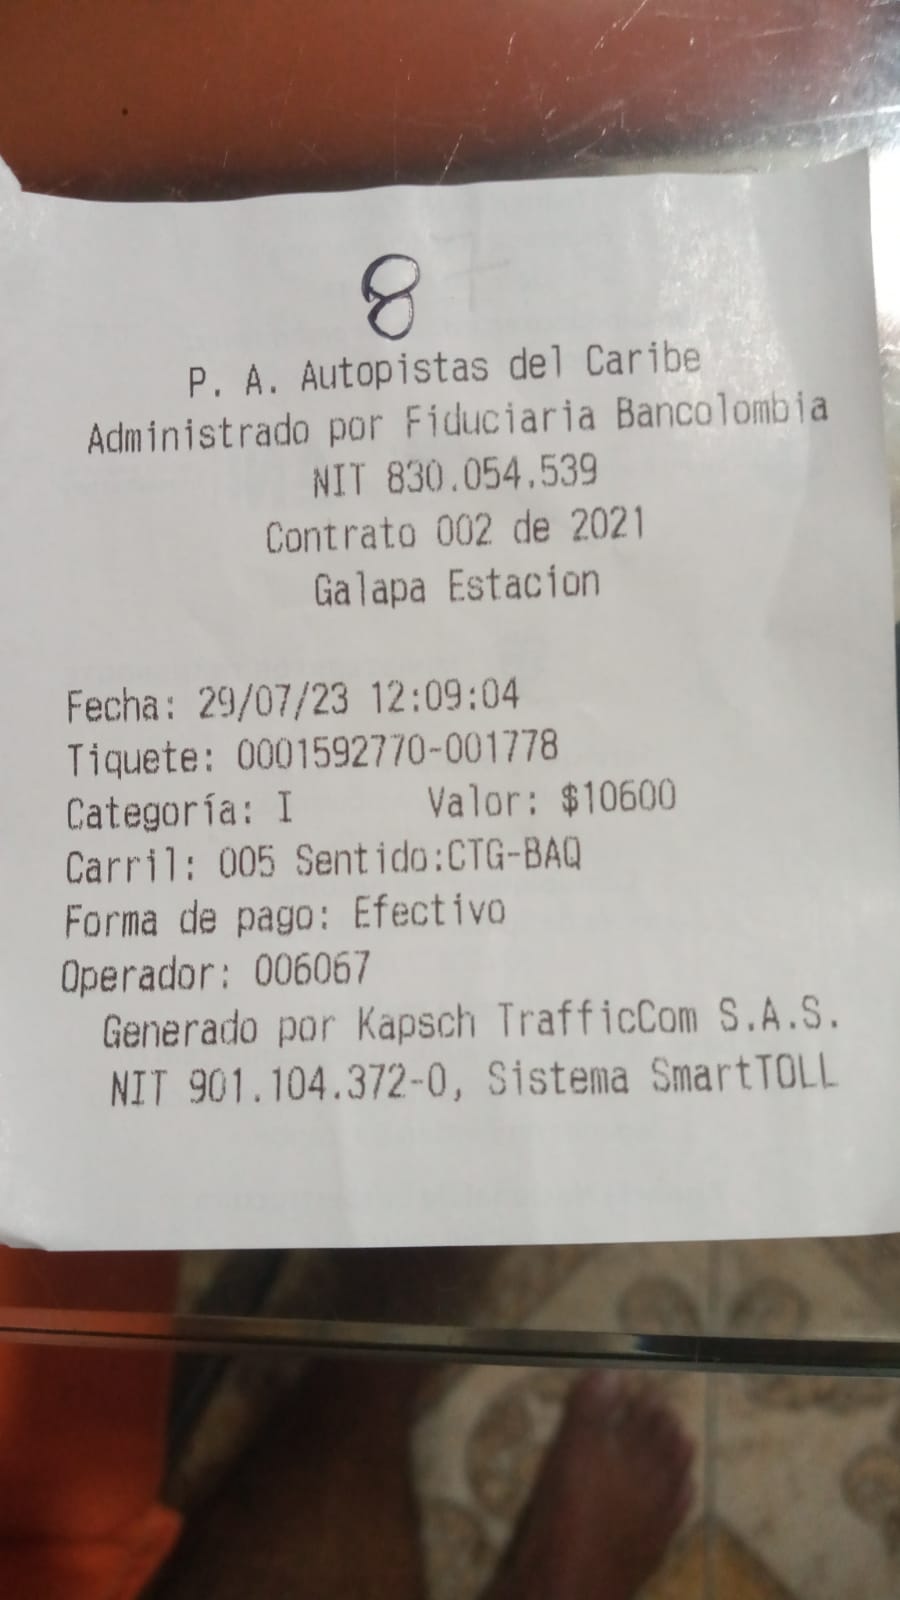 8
P. A. Autopistas del Caribe
Administrado por Fiduciaria Bancolombia
NIT 830.054.539
Contrato 002 de 2021
Galapa Estacion
Fecha: 29/07/23 12:09:04
Tiquete: 0001592770-001778
Categoría: I Valor: $10600
Carril: 005 Sentido:CTG-BAQ
Forma de pago: Efectivo
Operador: 006067
Generado por Kapsch TrafficCom S.A.S.
NIT 901.104.372-0, Sistema SmartTOLL